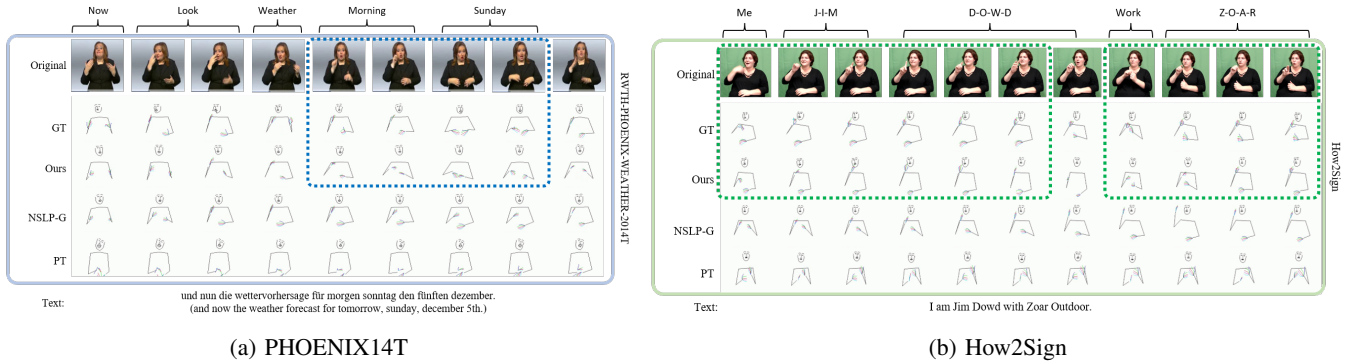 Now Look Weather Morning Sunday
Original
GT
Ours
NSLP-G
PT
RWTH-PHOENIX-WEATHER-2014T
Text: und nun die wettervorhersage für morgen sonntag den fünften dezember.
(and now the weather forecast for tomorrow, sunday, december 5th.)
(a) PHOENIX14T
Me J-I-M D-O-W-D Work Z-O-A-R
Original
GT
Ours
NSLP-G
PT
How2Sign
Text: I am Jim Dowd with Zoar Outdoor.
(b) How2Sign